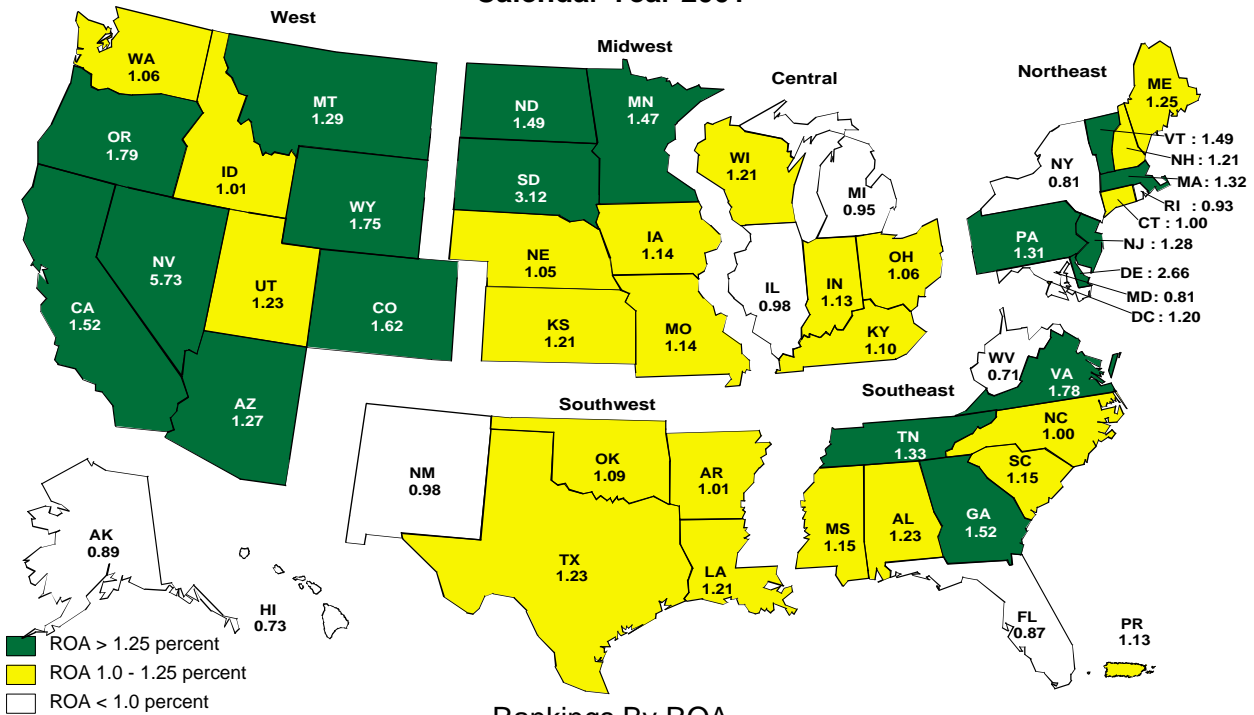 West
WA
1.06
MT
1.29
OR
1.79
ID
1.01
WY
1.75
NV
5.73
UT
1.23
CO
1.62
CA
1.52
AZ
1.27
AK
0.89
HI
0.73
Midwest
ND
1.49
MN
1.47
SD
3.12
NE
1.05
IA
1.14
KS
1.21
MO
1.14
Central
WI
1.21
MI
0.95
IL
0.98
IN
1.13
OH
1.06
KY
1.10
Northeast
ME
1.25
NY
0.81
VT : 1.49
NH : 1.21
MA : 1.32
RI : 0.93
CT : 1.00
NJ : 1.28
PA
1.31
DE : 2.66
MD : 0.81
DC : 1.20
Southwest
NM
0.98
OK
1.09
AR
1.01
TX
1.23
LA
1.21
Southeast
WV
0.71
VA
1.78
TN
1.33
NC
1.00
SC
1.15
MS
1.15
AL
1.23
GA
1.52
FL
0.87
PR
1.13
ROA > 1.25 percent
ROA 1.0 - 1.25 percent
ROA < 1.0 percent